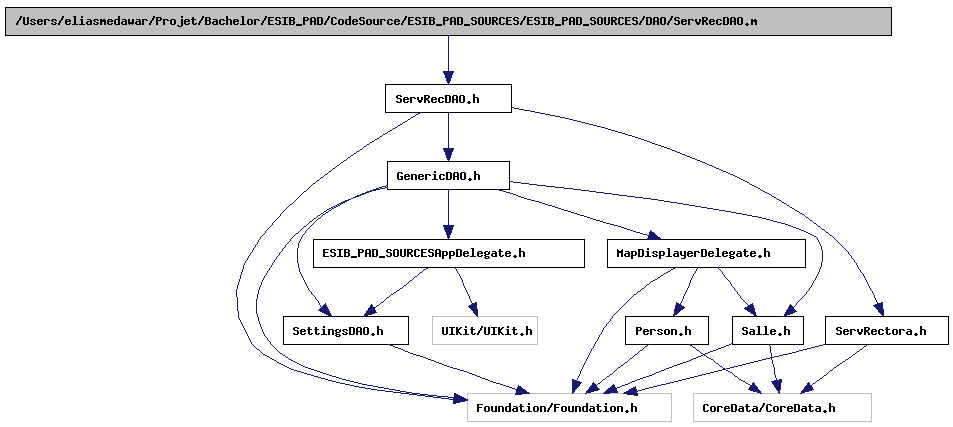 /Users/eliasmedawar/Projet/Bachelor/ESIB_PAD/CodeSource/ESIB_PAD_SOURCES/ESIB_PAD_SOURCES/DAO/ServRecDAO.m
ServRecDAO.h
GenericDAO.h
ESIB_PAD_SOURCESAppDelegate.h
MapDisplayerDelegate.h
SettingsDAO.h
UIKit/UIKit.h
Person.h
Salle.h
ServRectora.h
Foundation/Foundation.h
CoreData/CoreData.h